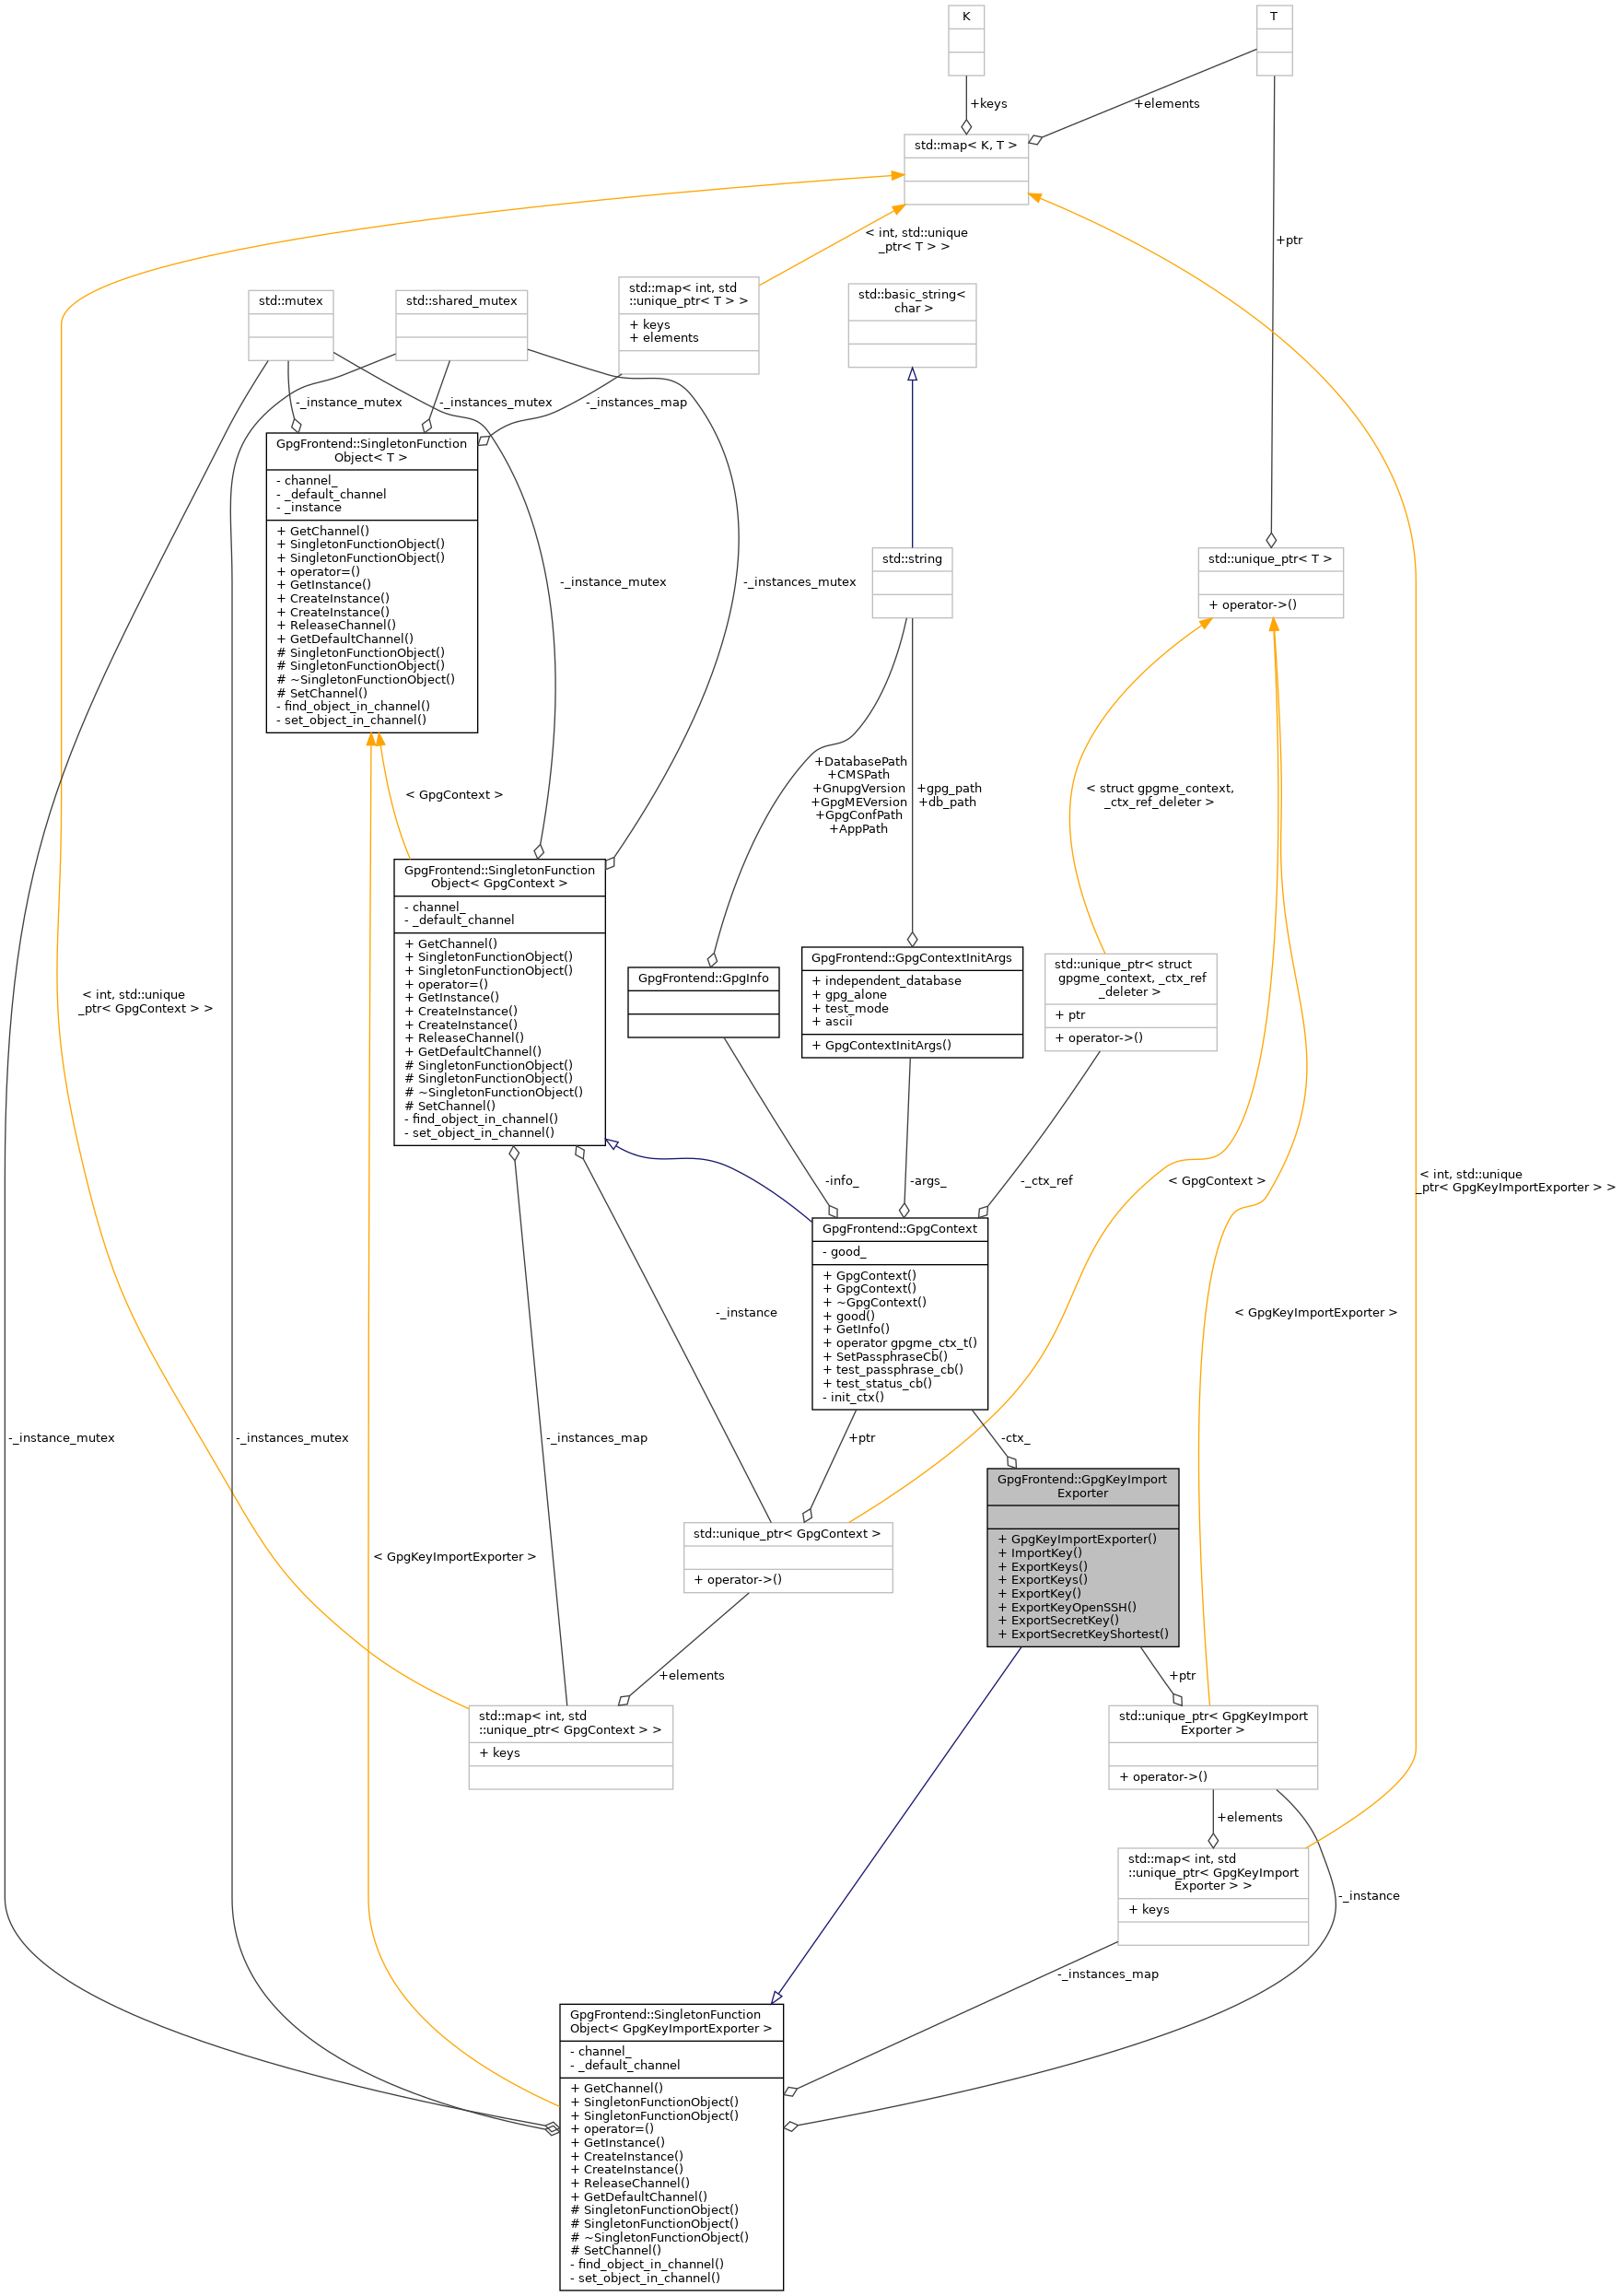 K
T
+keys
+elements
std::map< K, T >
< int, std::unique
_ptr< T > >
+ptr
std::mutex
std::shared_mutex
std::map< int, std
::unique_ptr< T > >
+ keys
+ elements
std::basic_string<
char >
-_instance_mutex
-_instances_mutex
-_instances_map
GpgFrontend::SingletonFunction
Object< T >
- channel_
- _default_channel
- _instance
+ GetChannel()
+ SingletonFunctionObject()
+ SingletonFunctionObject()
+ operator=()
+ GetInstance()
+ CreateInstance()
+ CreateInstance()
+ ReleaseChannel()
+ GetDefaultChannel()
# SingletonFunctionObject()
# SingletonFunctionObject()
# ~SingletonFunctionObject()
# SetChannel()
- find_object_in_channel()
- set_object_in_channel()
-_instance_mutex
-_instances_mutex
std::string
std::unique_ptr< T >
+ operator->()
< GpgContext >
+DatabasePath
+CMSPath
+GnupgVersion
+GpgMEVersion
+GpgConfPath
+AppPath
+gpg_path
+db_path
< struct gpgme_context,
_ctx_ref_deleter >
GpgFrontend::SingletonFunction
Object< GpgContext >
- channel_
- _default_channel
+ GetChannel()
+ SingletonFunctionObject()
+ SingletonFunctionObject()
+ operator=()
+ GetInstance()
+ CreateInstance()
+ CreateInstance()
+ ReleaseChannel()
+ GetDefaultChannel()
# SingletonFunctionObject()
# SingletonFunctionObject()
# ~SingletonFunctionObject()
# SetChannel()
- find_object_in_channel()
- set_object_in_channel()
GpgFrontend::GpgInfo
GpgFrontend::GpgContextInitArgs
+ independent_database
+ gpg_alone
+ test_mode
+ ascii
+ GpgContextInitArgs()
std::unique_ptr< struct
gpgme_context, _ctx_ref
_deleter >
+ ptr
+ operator->()
< int, std::unique
_ptr< GpgContext > >
-info_
-args_
-_ctx_ref
< GpgContext >
< int, std::unique
_ptr< GpgKeyImportExporter > >
GpgFrontend::GpgContext
- good_
+ GpgContext()
+ GpgContext()
+ ~GpgContext()
+ good()
+ GetInfo()
+ operator gpgme_ctx_t()
+ SetPassphraseCb()
+ test_passphrase_cb()
+ test_status_cb()
- init_ctx()
-_instance
< GpgKeyImportExporter >
-_instance_mutex
-_instances_mutex
-_instances_map
+ptr
-ctx_
GpgFrontend::GpgKeyImport
Exporter
+ GpgKeyImportExporter()
+ ImportKey()
+ ExportKeys()
+ ExportKeys()
+ ExportKey()
+ ExportKeyOpenSSH()
+ ExportSecretKey()
+ ExportSecretKeyShortest()
std::unique_ptr< GpgContext >
+ operator->()
< GpgKeyImportExporter >
+elements
+ptr
std::map< int, std
::unique_ptr< GpgContext > >
+ keys
std::unique_ptr< GpgKeyImport
Exporter >
+ operator->()
+elements
std::map< int, std
::unique_ptr< GpgKeyImport
Exporter > >
+ keys
-_instance
-_instances_map
GpgFrontend::SingletonFunction
Object< GpgKeyImportExporter >
- channel_
- _default_channel
+ GetChannel()
+ SingletonFunctionObject()
+ SingletonFunctionObject()
+ operator=()
+ GetInstance()
+ CreateInstance()
+ CreateInstance()
+ ReleaseChannel()
+ GetDefaultChannel()
# SingletonFunctionObject()
# SingletonFunctionObject()
# ~SingletonFunctionObject()
# SetChannel()
- find_object_in_channel()
- set_object_in_channel()